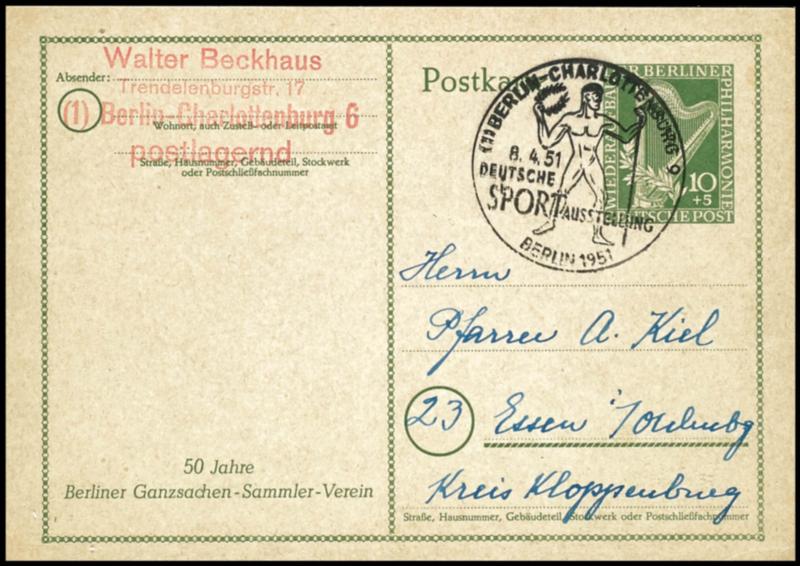 Walter Beckhaus
Absender:
Trendelenburgstr. 17
(1) Berlin-Charlottenburg 6
Wohnort, auch Zustell- oder Leitpostamt
postlagernd
Straße, Hausnummer, Gebäudeteil, Stockwerk
oder Postschließfachnummer
50 Jahre
Berliner Ganzsachen-Sammler-Verein
Postkarte
(1) BERLIN-CHARLOTTENBURG 9
8.4.51
DEUTSCHE
SPORT AUSSTELLUNG
BERLIN 1951
WIEDERAUFBAU DER BERLINER PHILHARMONIE
10
+5
DEUTSCHE POST
Herrn
Pfarrer A. Kiel
23 Essen i/Oldenbg
Kreis Kloppenburg
Straße, Hausnummer, Gebäudeteil, Stockwerk oder Postschließfachnummer